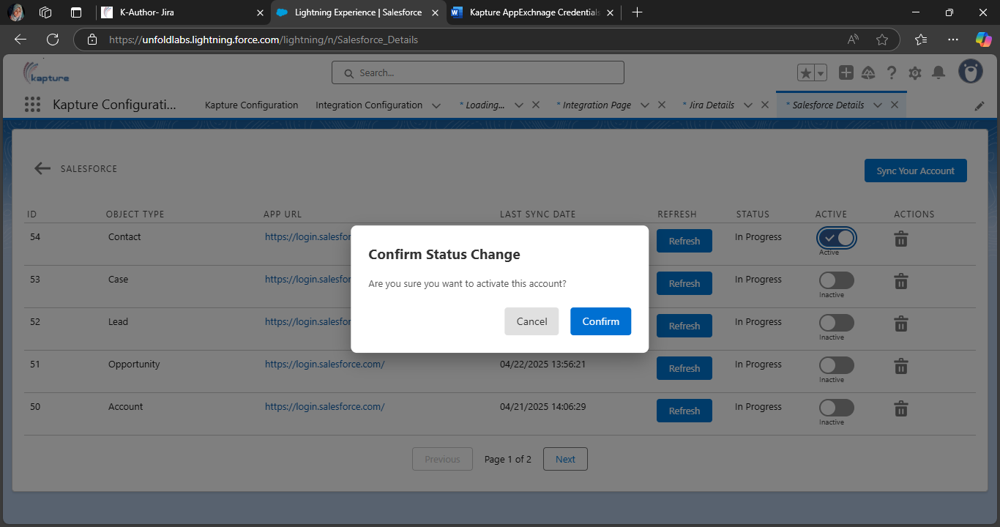 K-Author- Jira
Lightning Experience | Salesforce
Kapture AppExchnage Credentials
https://unfoldlabs.lightning.force.com/lightning/n/Salesforce_Details
kapture
Search...
Kapture Configurati...
Kapture Configuration
Integration Configuration
* Loading...
* Integration Page
* Jira Details
* Salesforce Details
SALESFORCE
Sync Your Account
ID OBJECT TYPE APP URL LAST SYNC DATE REFRESH STATUS ACTIVE ACTIONS
54 Contact https://login.salesfor Refresh In Progress
Active
53 Case https://login.salesfor Refresh In Progress
Inactive
52 Lead https://login.salesfor Refresh In Progress
Inactive
51 Opportunity https://login.salesforce.com/ 04/22/2025 13:56:21 Refresh In Progress
Inactive
50 Account https://login.salesforce.com/ 04/21/2025 14:06:29 Refresh In Progress
Inactive
Confirm Status Change
Are you sure you want to activate this account?
Cancel
Confirm
Previous
Page 1 of 2
Next